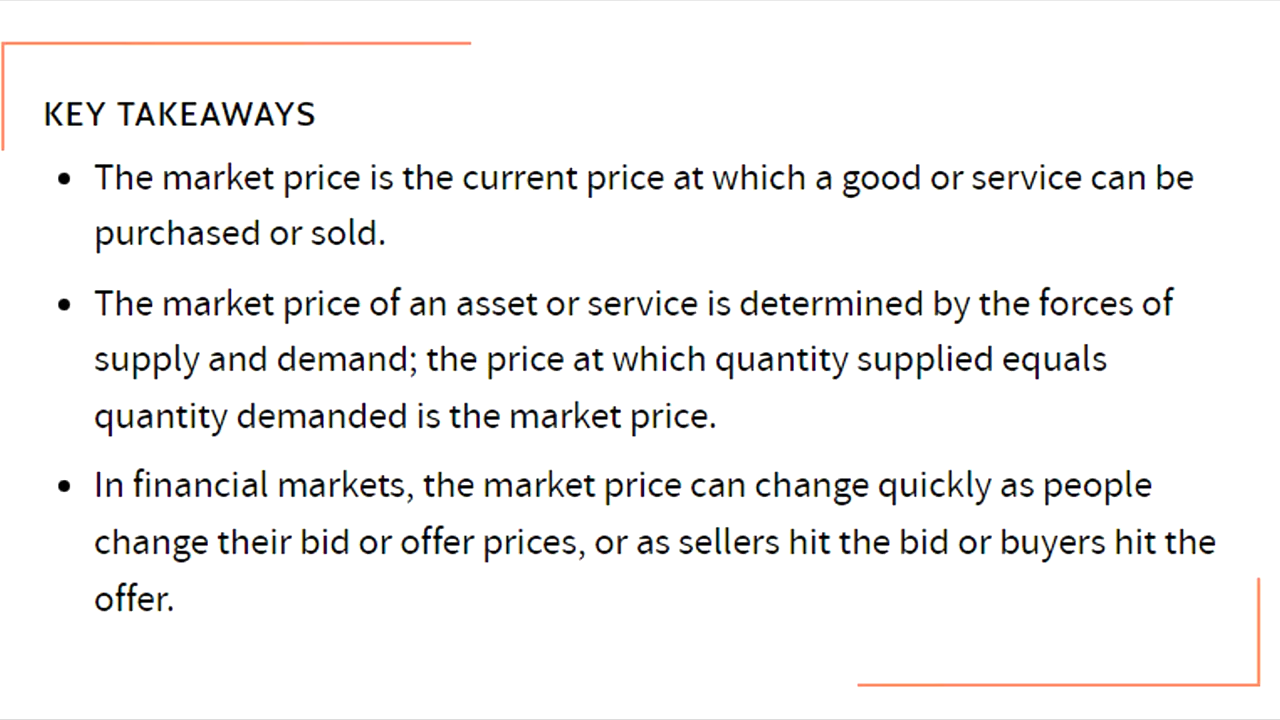 KEY TAKEAWAYS
• The market price is the current price at which a good or service can be
purchased or sold.
• The market price of an asset or service is determined by the forces of
supply and demand; the price at which quantity supplied equals
quantity demanded is the market price.
• In financial markets, the market price can change quickly as people
change their bid or offer prices, or as sellers hit the bid or buyers hit the
offer.